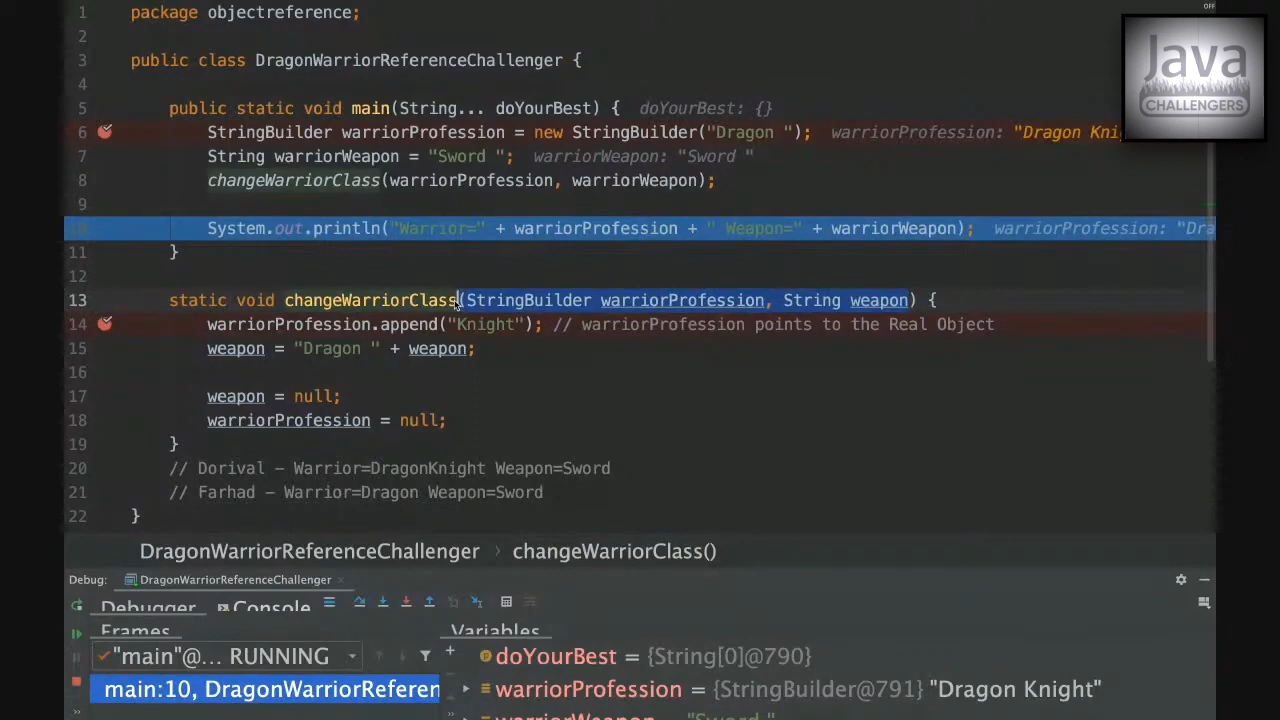 OFF
Java
CHALLENGERS
1 package objectreference;
2
3 public class DragonWarriorReferenceChallenger {
4
5 public static void main(String... doYourBest) { doYourBest: {}
6 StringBuilder warriorProfession = new StringBuilder("Dragon "); warriorProfession: "Dragon Kni
7 String warriorWeapon = "Sword "; warriorWeapon: "Sword "
8 changeWarriorClass(warriorProfession, warriorWeapon);
9
10 System.out.println("Warrior=" + warriorProfession + " Weapon=" + warriorWeapon); warriorProfession: "Dra
11 }
12
13 static void changeWarriorClass(StringBuilder warriorProfession, String weapon) {
14 warriorProfession.append("Knight"); // warriorProfession points to the Real Object
15 weapon = "Dragon " + weapon;
16
17 weapon = null;
18 warriorProfession = null;
19 }
20 // Dorival - Warrior=DragonKnight Weapon=Sword
21 // Farhad - Warrior=Dragon Weapon=Sword
22 }
DragonWarriorReferenceChallenger › changeWarriorClass()
Debug: DragonWarriorReferenceChallenger ×
Debugger Console
Frames Variables
"main"@... RUNNING
doYourBest = {String[0]@790}
main:10, DragonWarriorReferen
warriorProfession = {StringBuilder@791} "Dragon Knight"
warriorWeapon = "Sword "